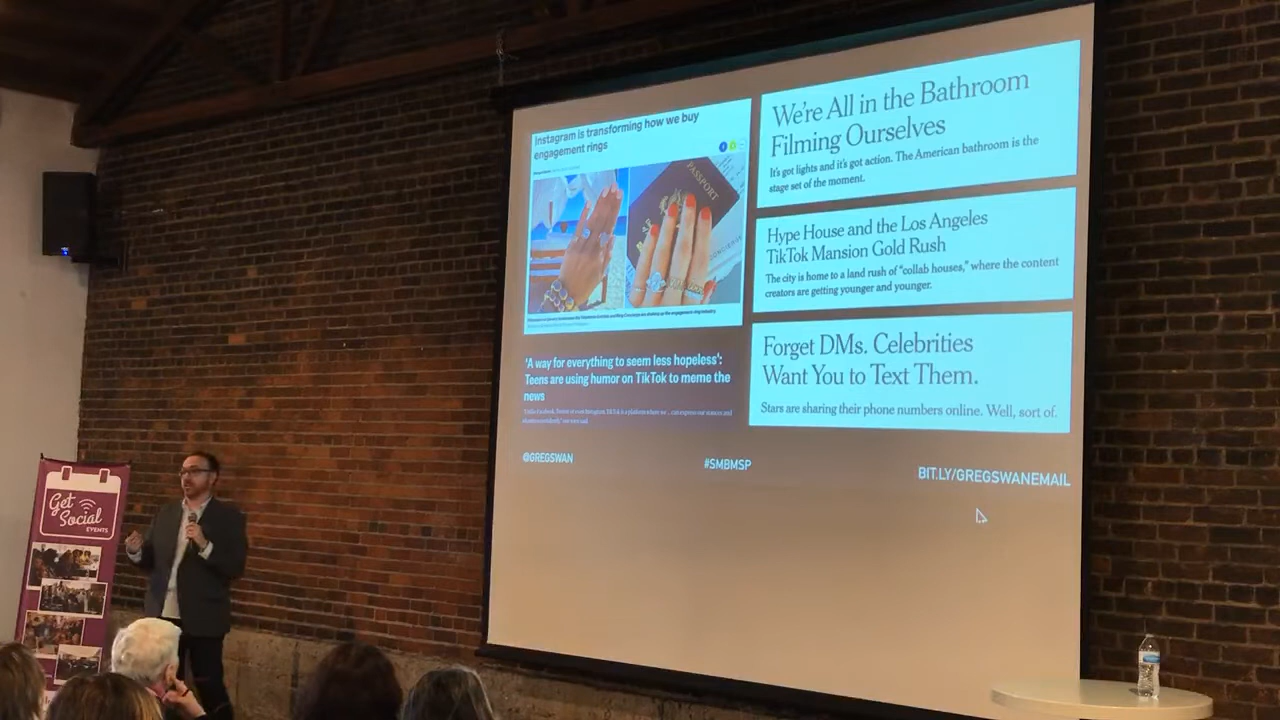 Instagram is transforming how we buy
engagement rings
PASSPORT
'A way for everything to seem less hopeless':
Teens are using humor on TikTok to meme the
news
We're All in the Bathroom
Filming Ourselves
It's got lights and it's got action. The American bathroom is the
stage set of the moment.
Hype House and the Los Angeles
TikTok Mansion Gold Rush
The city is home to a land rush of "collab houses," where the content
creators are getting younger and younger.
Forget DMs. Celebrities
Want You to Text Them.
Stars are sharing their phone numbers online. Well, sort of.
@GREGSWAN
#SMBMSP
BIT.LY/GREGSWANEMAIL
Get
Social
EVENTS